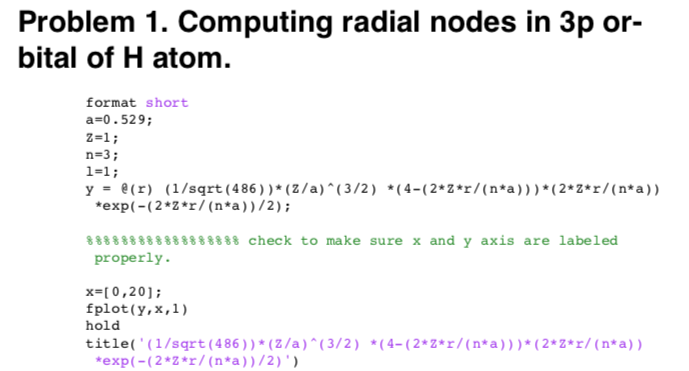 Problem 1. Computing radial nodes in 3p or-
bital of H atom.
format short
a=0.529;
Z=1;
n=3;
l=1;
y = @(r) (1/sqrt(486))*(Z/a)^(3/2) *(4-(2*Z*r/(n*a)))*(2*Z*r/(n*a))
*exp(-(2*Z*r/(n*a))/2);
%%%%%%%%%%%%%%%%%% check to make sure x and y axis are labeled
properly.
x=[0,20];
fplot(y,x,1)
hold
title('(1/sqrt(486))*(Z/a)^(3/2) *(4-(2*Z*r/(n*a)))*(2*Z*r/(n*a))
*exp(-(2*Z*r/(n*a))/2)')